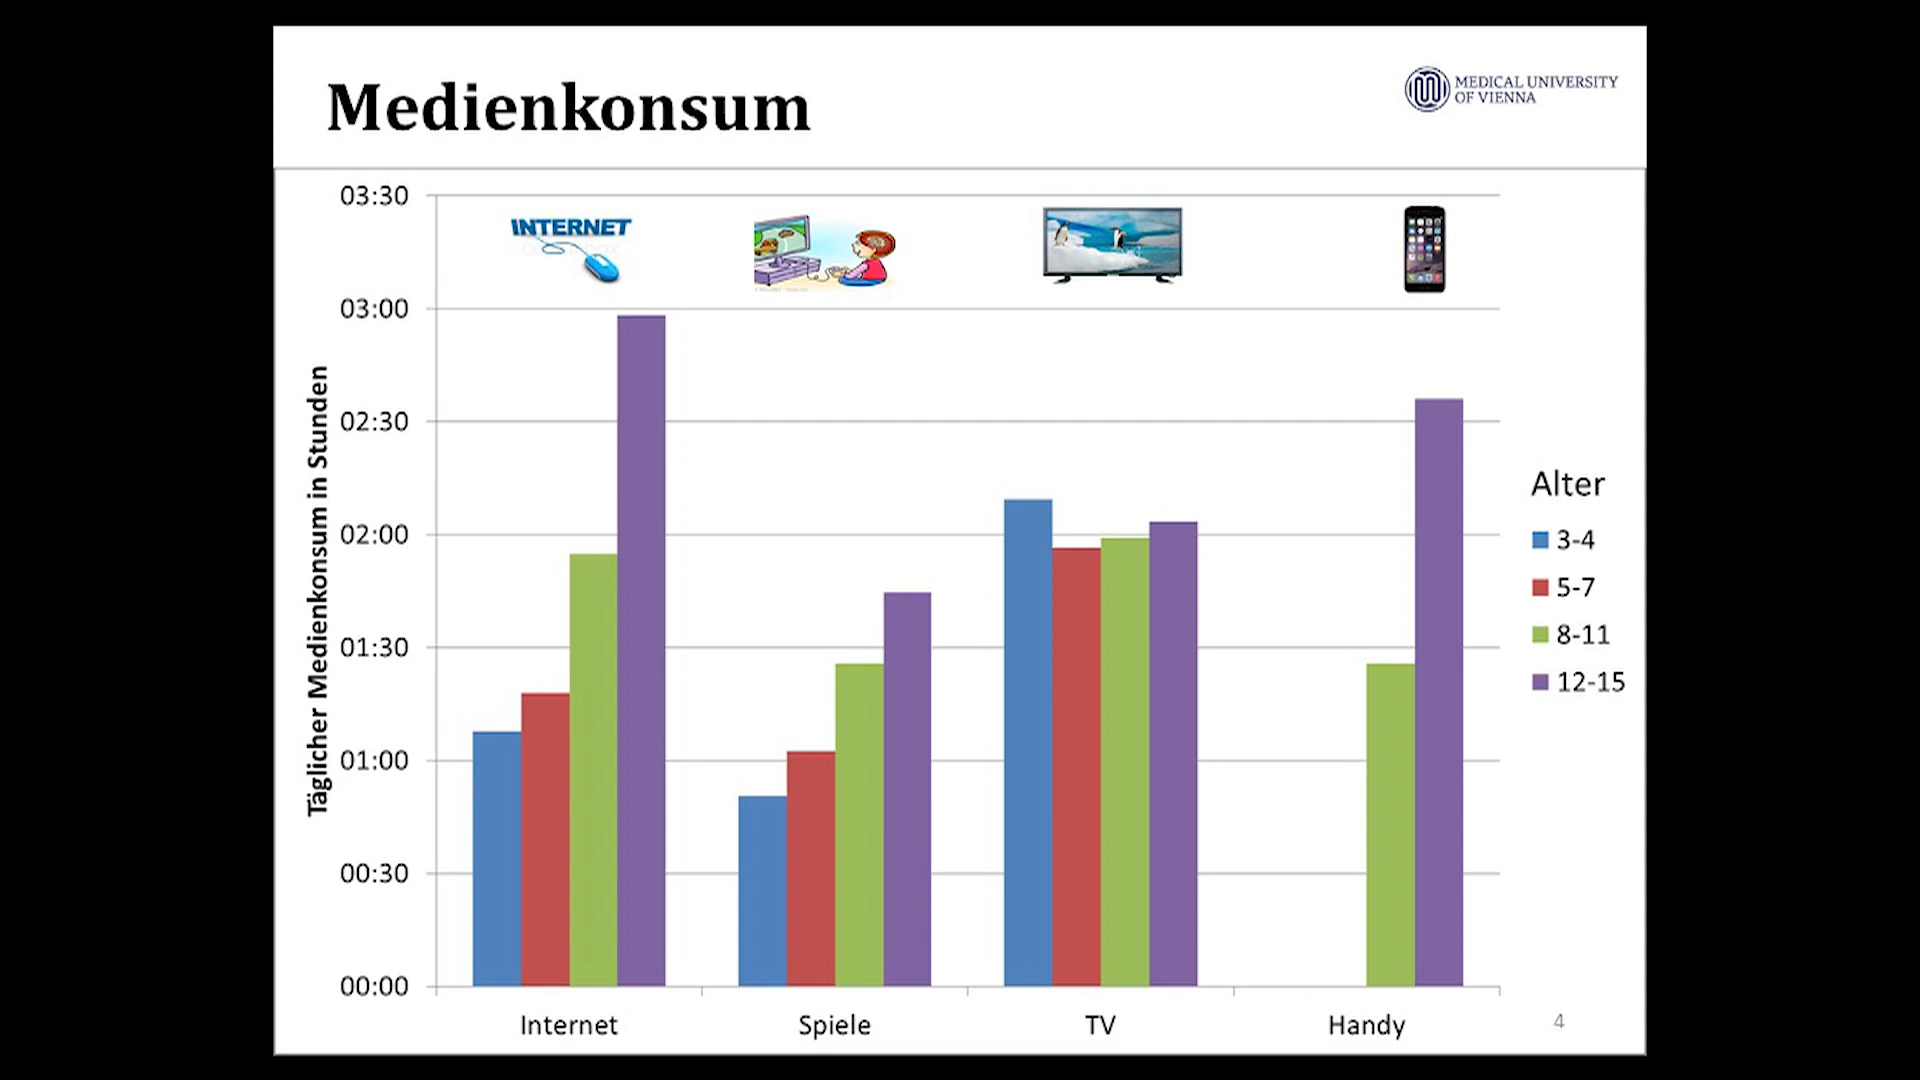 Medienkonsum
MEDICAL UNIVERSITY
OF VIENNA
03:30
03:00
02:30
02:00
01:30
01:00
00:30
00:00
Täglicher Medienkonsum in Stunden
INTERNET
Internet
Spiele
TV
Handy
Alter
3-4
5-7
8-11
12-15
4